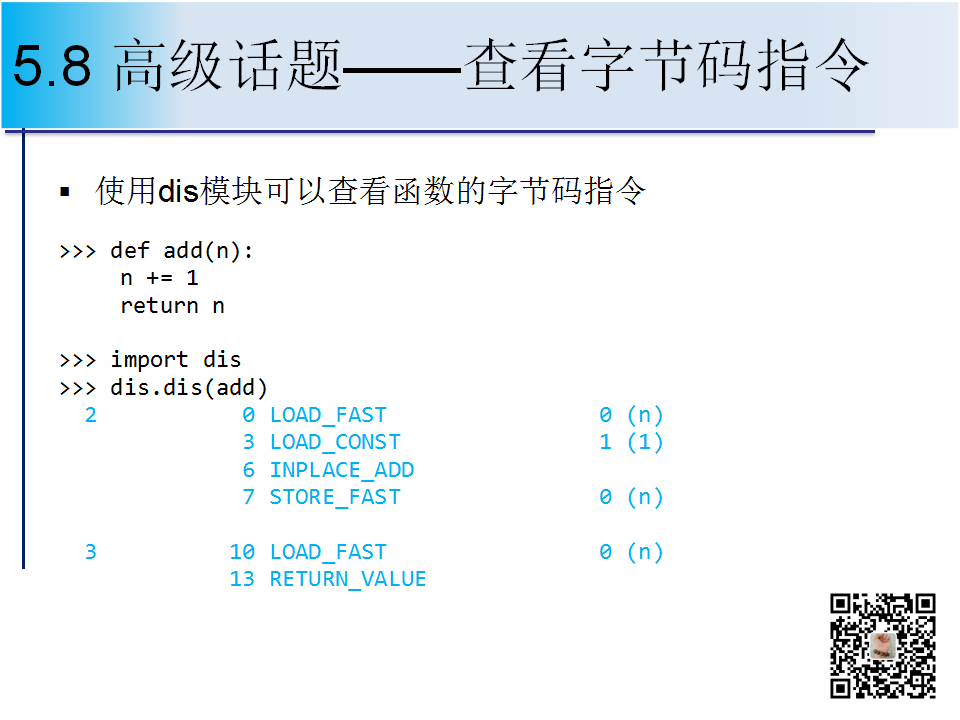 5.8 高级话题——查看字节码指令
▪ 使用dis模块可以查看函数的字节码指令
>>> def add(n):
n += 1
return n
>>> import dis
>>> dis.dis(add)
2 0 LOAD_FAST 0 (n)
3 LOAD_CONST 1 (1)
6 INPLACE_ADD
7 STORE_FAST 0 (n)
3 10 LOAD_FAST 0 (n)
13 RETURN_VALUE